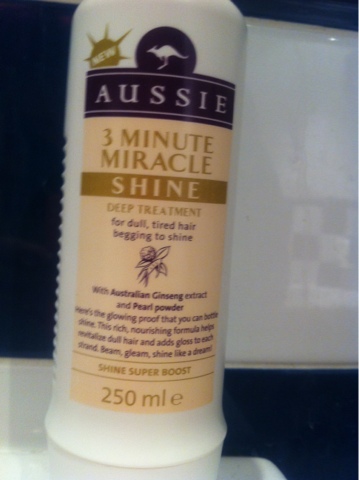 NEW
AUSSIE
3 MINUTE
MIRACLE
SHINE
DEEP TREATMENT
for dull, tired hair
begging to shine
With Australian Ginseng extract
and Pearl powder
Here's the glowing proof that you can bottle
shine. This rich, nourishing formula helps
revitalize dull hair and adds gloss to each
strand. Beam, gleam, shine like a dream!
SHINE SUPER BOOST
250 ml e